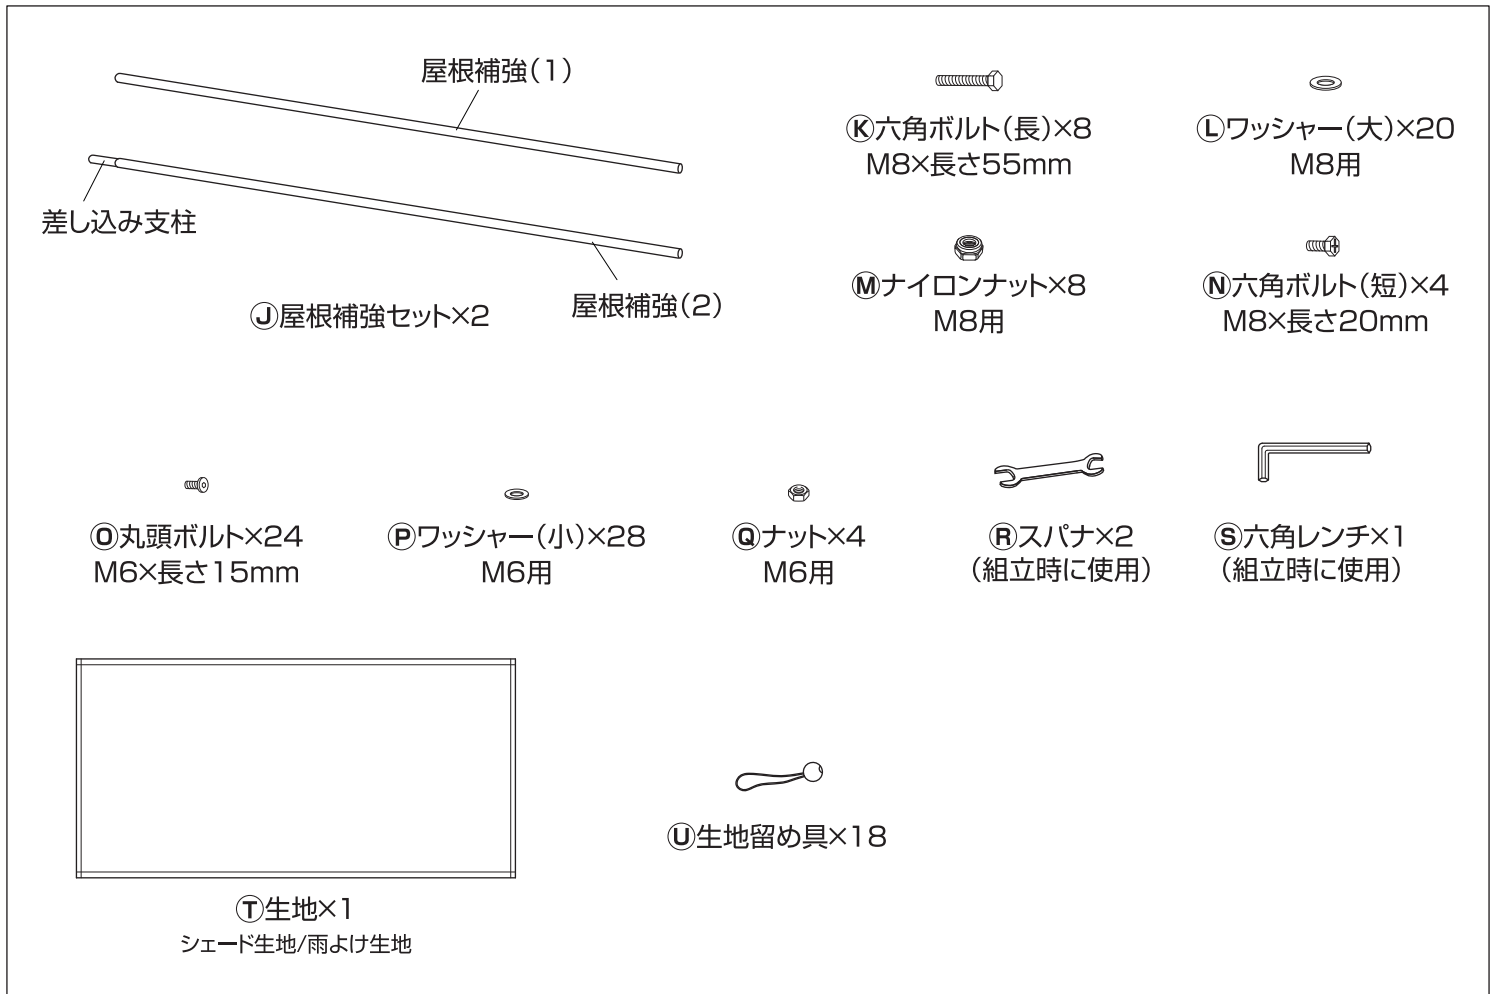 屋根補強(1)
差し込み支柱
屋根補強(2)
Ⓙ屋根補強セット×2
Ⓚ六角ボルト(長)×8
M8×長さ55mm
Ⓛワッシャー(大)×20
M8用
Ⓜナイロンナット×8
M8用
Ⓝ六角ボルト(短)×4
M8×長さ20mm
Ⓞ丸頭ボルト×24
M6×長さ15mm
Ⓟワッシャー(小)×28
M6用
Ⓠナット×4
M6用
Ⓡスパナ×2
(組立時に使用)
Ⓢ六角レンチ×1
(組立時に使用)
Ⓣ生地×1
シェード生地/雨よけ生地
Ⓤ生地留め具×18